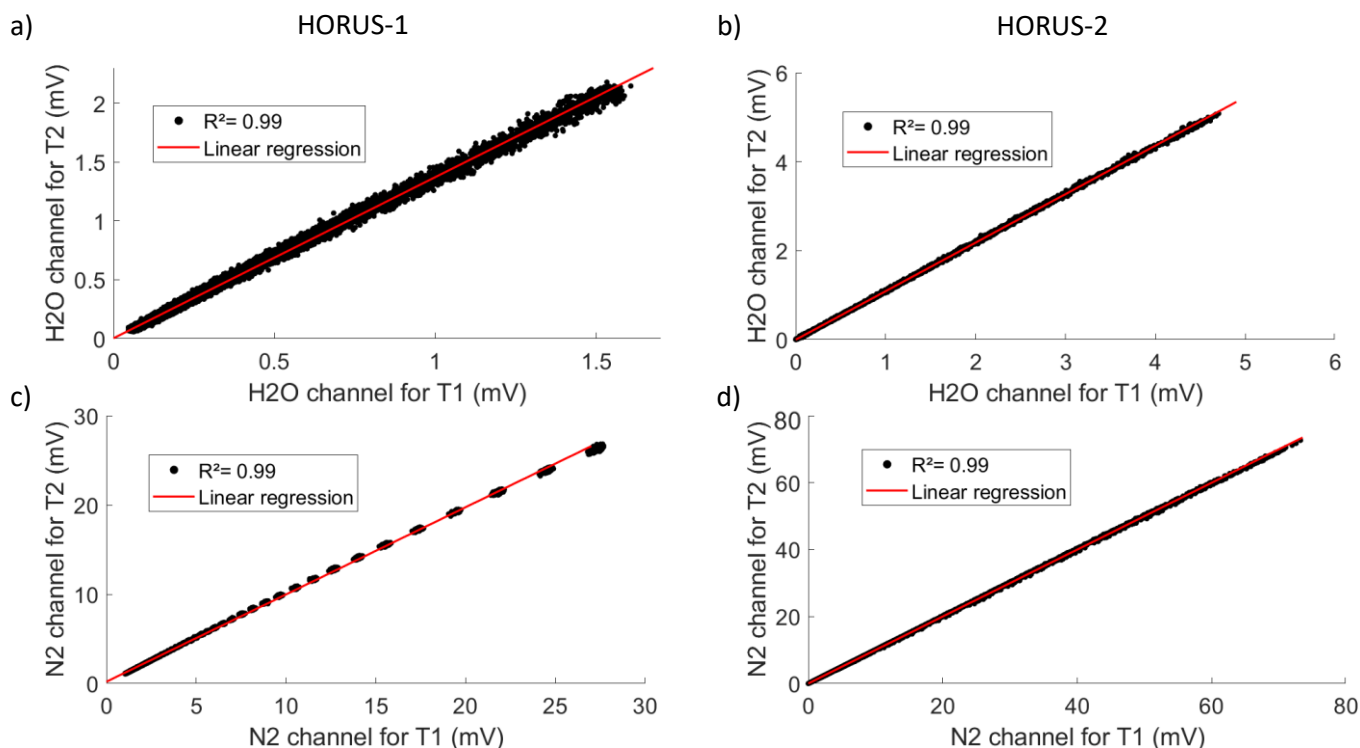 a)
HORUS-1
H2O channel for T2 (mV)
2
1.5
1
0.5
0
R²= 0.99
Linear regression
0
0.5
1
1.5
H2O channel for T1 (mV)
b)
HORUS-2
H2O channel for T2 (mV)
6
4
2
0
R²= 0.99
Linear regression
0
1
2
3
4
5
6
H2O channel for T1 (mV)
c)
N2 channel for T2 (mV)
30
20
10
0
R²= 0.99
Linear regression
0
5
10
15
20
25
30
N2 channel for T1 (mV)
d)
N2 channel for T2 (mV)
80
60
40
20
0
R²= 0.99
Linear regression
0
20
40
60
80
N2 channel for T1 (mV)